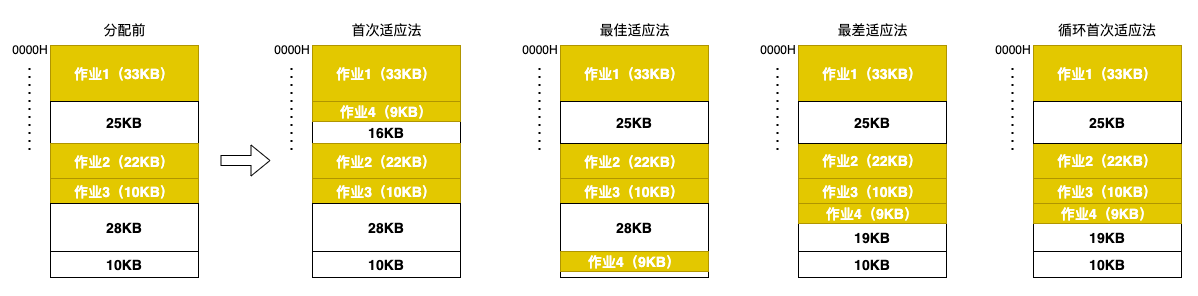 分配前
0000H
作业1（33KB）
25KB
作业2（22KB）
作业3（10KB）
28KB
10KB
首次适应法
0000H
作业1（33KB）
作业4（9KB）
16KB
作业2（22KB）
作业3（10KB）
28KB
10KB
最佳适应法
0000H
作业1（33KB）
25KB
作业2（22KB）
作业3（10KB）
28KB
作业4（9KB）
最差适应法
0000H
作业1（33KB）
25KB
作业2（22KB）
作业3（10KB）
作业4（9KB）
19KB
10KB
循环首次适应法
0000H
作业1（33KB）
25KB
作业2（22KB）
作业3（10KB）
作业4（9KB）
19KB
10KB